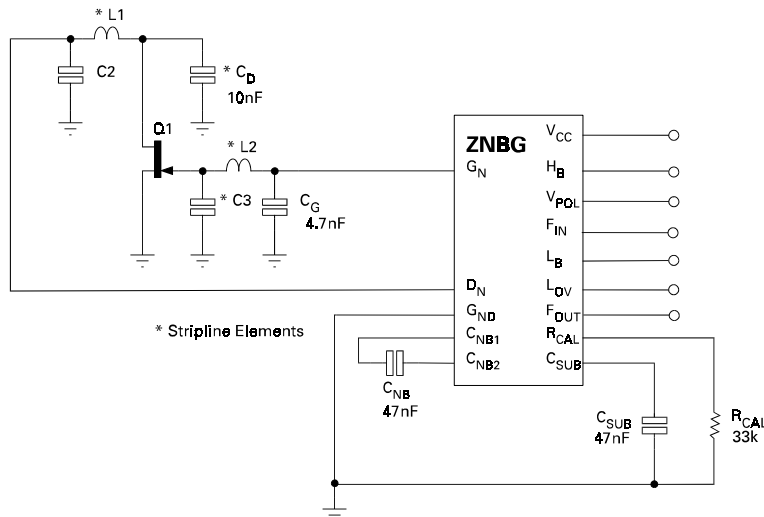 * L1
C2
* CD
10nF
Q1
* L2
* C3
CG
4.7nF
ZNBG
GN
DN
GND
CNB1
CNB2
VCC
HB
VPOL
FIN
LB
LOV
FOUT
RCAL
CSUB
* Stripline Elements
CNB
47nF
CSUB
47nF
RCAL
33k